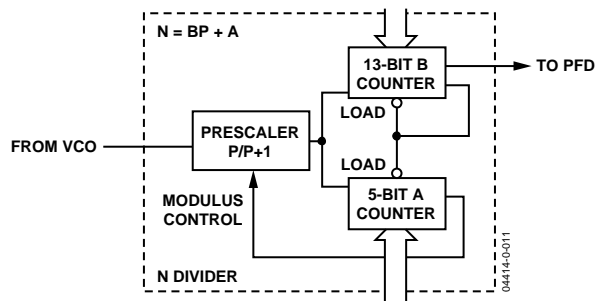 N = BP + A
13-BIT B
COUNTER
TO PFD
LOAD
PRESCALER
P/P+1
FROM VCO
LOAD
MODULUS
CONTROL
5-BIT A
COUNTER
N DIVIDER
04414-0-011